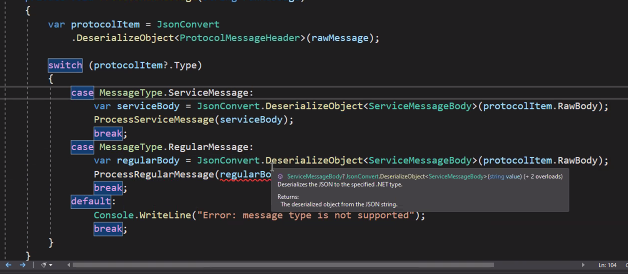 {
var protocolItem = JsonConvert
.DeserializeObject<ProtocolMessageHeader>(rawMessage);
switch (protocolItem?.Type)
{
case MessageType.ServiceMessage:
var serviceBody = JsonConvert.DeserializeObject<ServiceMessageBody>(protocolItem.RawBody);
ProcessServiceMessage(serviceBody);
break;
case MessageType.RegularMessage:
var regularBody = JsonConvert.DeserializeObject<ServiceMessageBody>(protocolItem.RawBody);
ProcessRegularMessage(regularBo
ServiceMessageBody? JsonConvert.DeserializeObject<ServiceMessageBody>(string value) (+ 2 overloads)
Deserializes the JSON to the specified .NET type.
Returns:
The deserialized object from the JSON string.
break;
default:
Console.WriteLine("Error: message type is not supported");
break;
}
}
Ln: 104